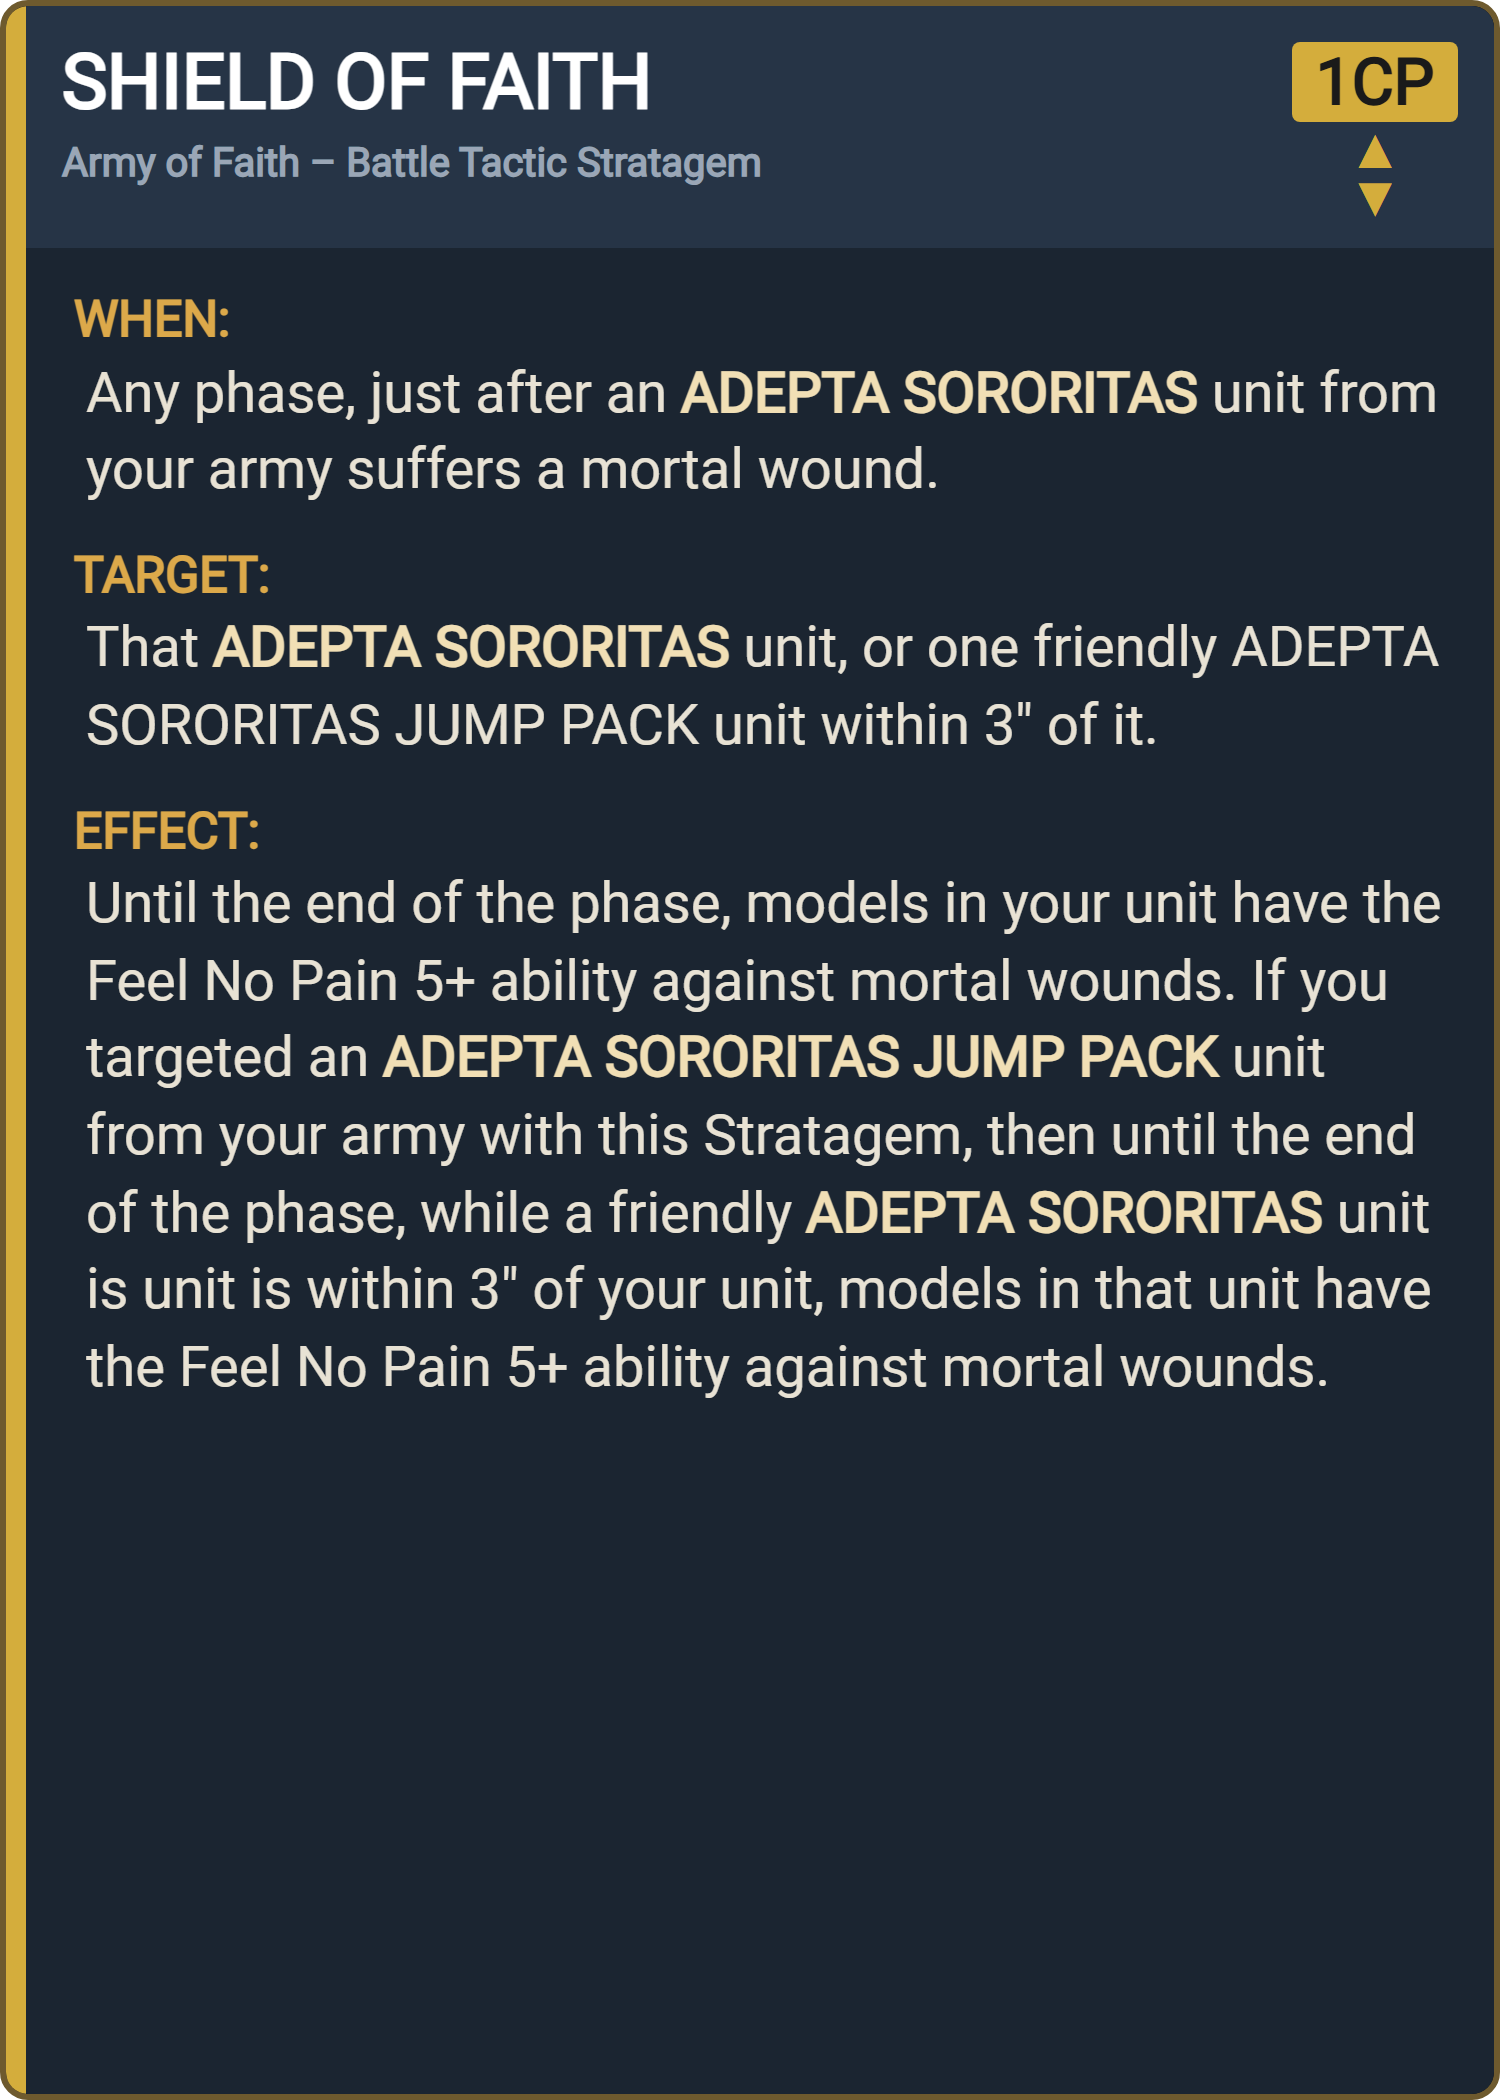 SHIELD OF FAITH
1CP
Army of Faith – Battle Tactic Stratagem
WHEN:
Any phase, just after an ADEPTA SORORITAS unit from
your army suffers a mortal wound.
TARGET:
That ADEPTA SORORITAS unit, or one friendly ADEPTA
SORORITAS JUMP PACK unit within 3" of it.
EFFECT:
Until the end of the phase, models in your unit have the
Feel No Pain 5+ ability against mortal wounds. If you
targeted an ADEPTA SORORITAS JUMP PACK unit
from your army with this Stratagem, then until the end
of the phase, while a friendly ADEPTA SORORITAS unit
is unit is within 3" of your unit, models in that unit have
the Feel No Pain 5+ ability against mortal wounds.